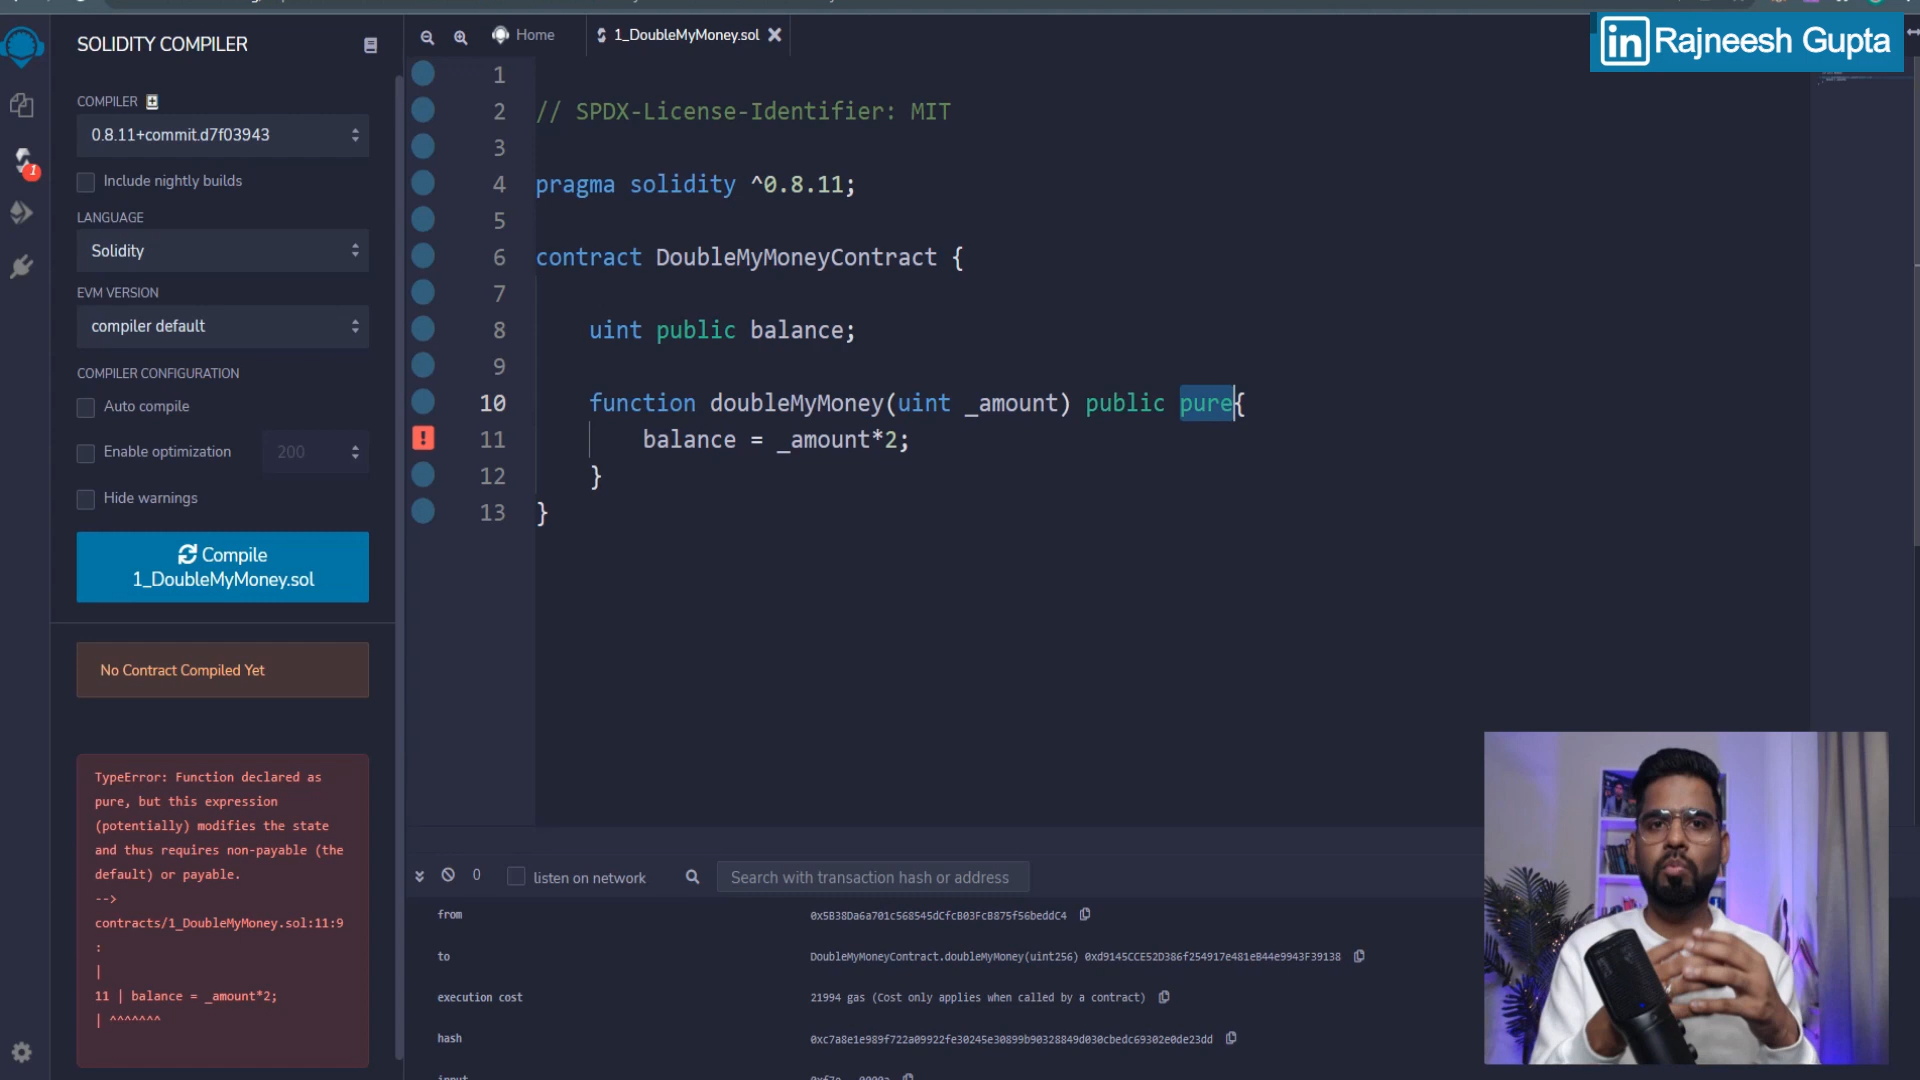 SOLIDITY COMPILER
COMPILER
0.8.11+commit.d7f03943
Include nightly builds
LANGUAGE
Solidity
EVM VERSION
compiler default
COMPILER CONFIGURATION
Auto compile
Enable optimization
200
Hide warnings
Compile
1_DoubleMyMoney.sol
No Contract Compiled Yet
TypeError: Function declared as
pure, but this expression
(potentially) modifies the state
and thus requires non-payable (the
default) or payable.
-->
contracts/1_DoubleMyMoney.sol:11:9
:
|
11 | balance = _amount*2;
| ^^^^^^^
1
Home
1_DoubleMyMoney.sol
in Rajneesh Gupta
1
2 // SPDX-License-Identifier: MIT
3
4 pragma solidity ^0.8.11;
5
6 contract DoubleMyMoneyContract {
7
8 uint public balance;
9
10 function doubleMyMoney(uint _amount) public pure{
11 balance = _amount*2;
12 }
13 }
0
listen on network
Search with transaction hash or address
from 0x5B38Da6a701c568545dCfcB03FcB875f56beddC4
to DoubleMyMoneyContract.doubleMyMoney(uint256) 0xd9145CCE52D386f254917e481eB44e9943F39138
execution cost 21994 gas (Cost only applies when called by a contract)
hash 0xc7a8e1e989f722a09922fe30245e30899b90328849d030cbedc69302e0de23dd